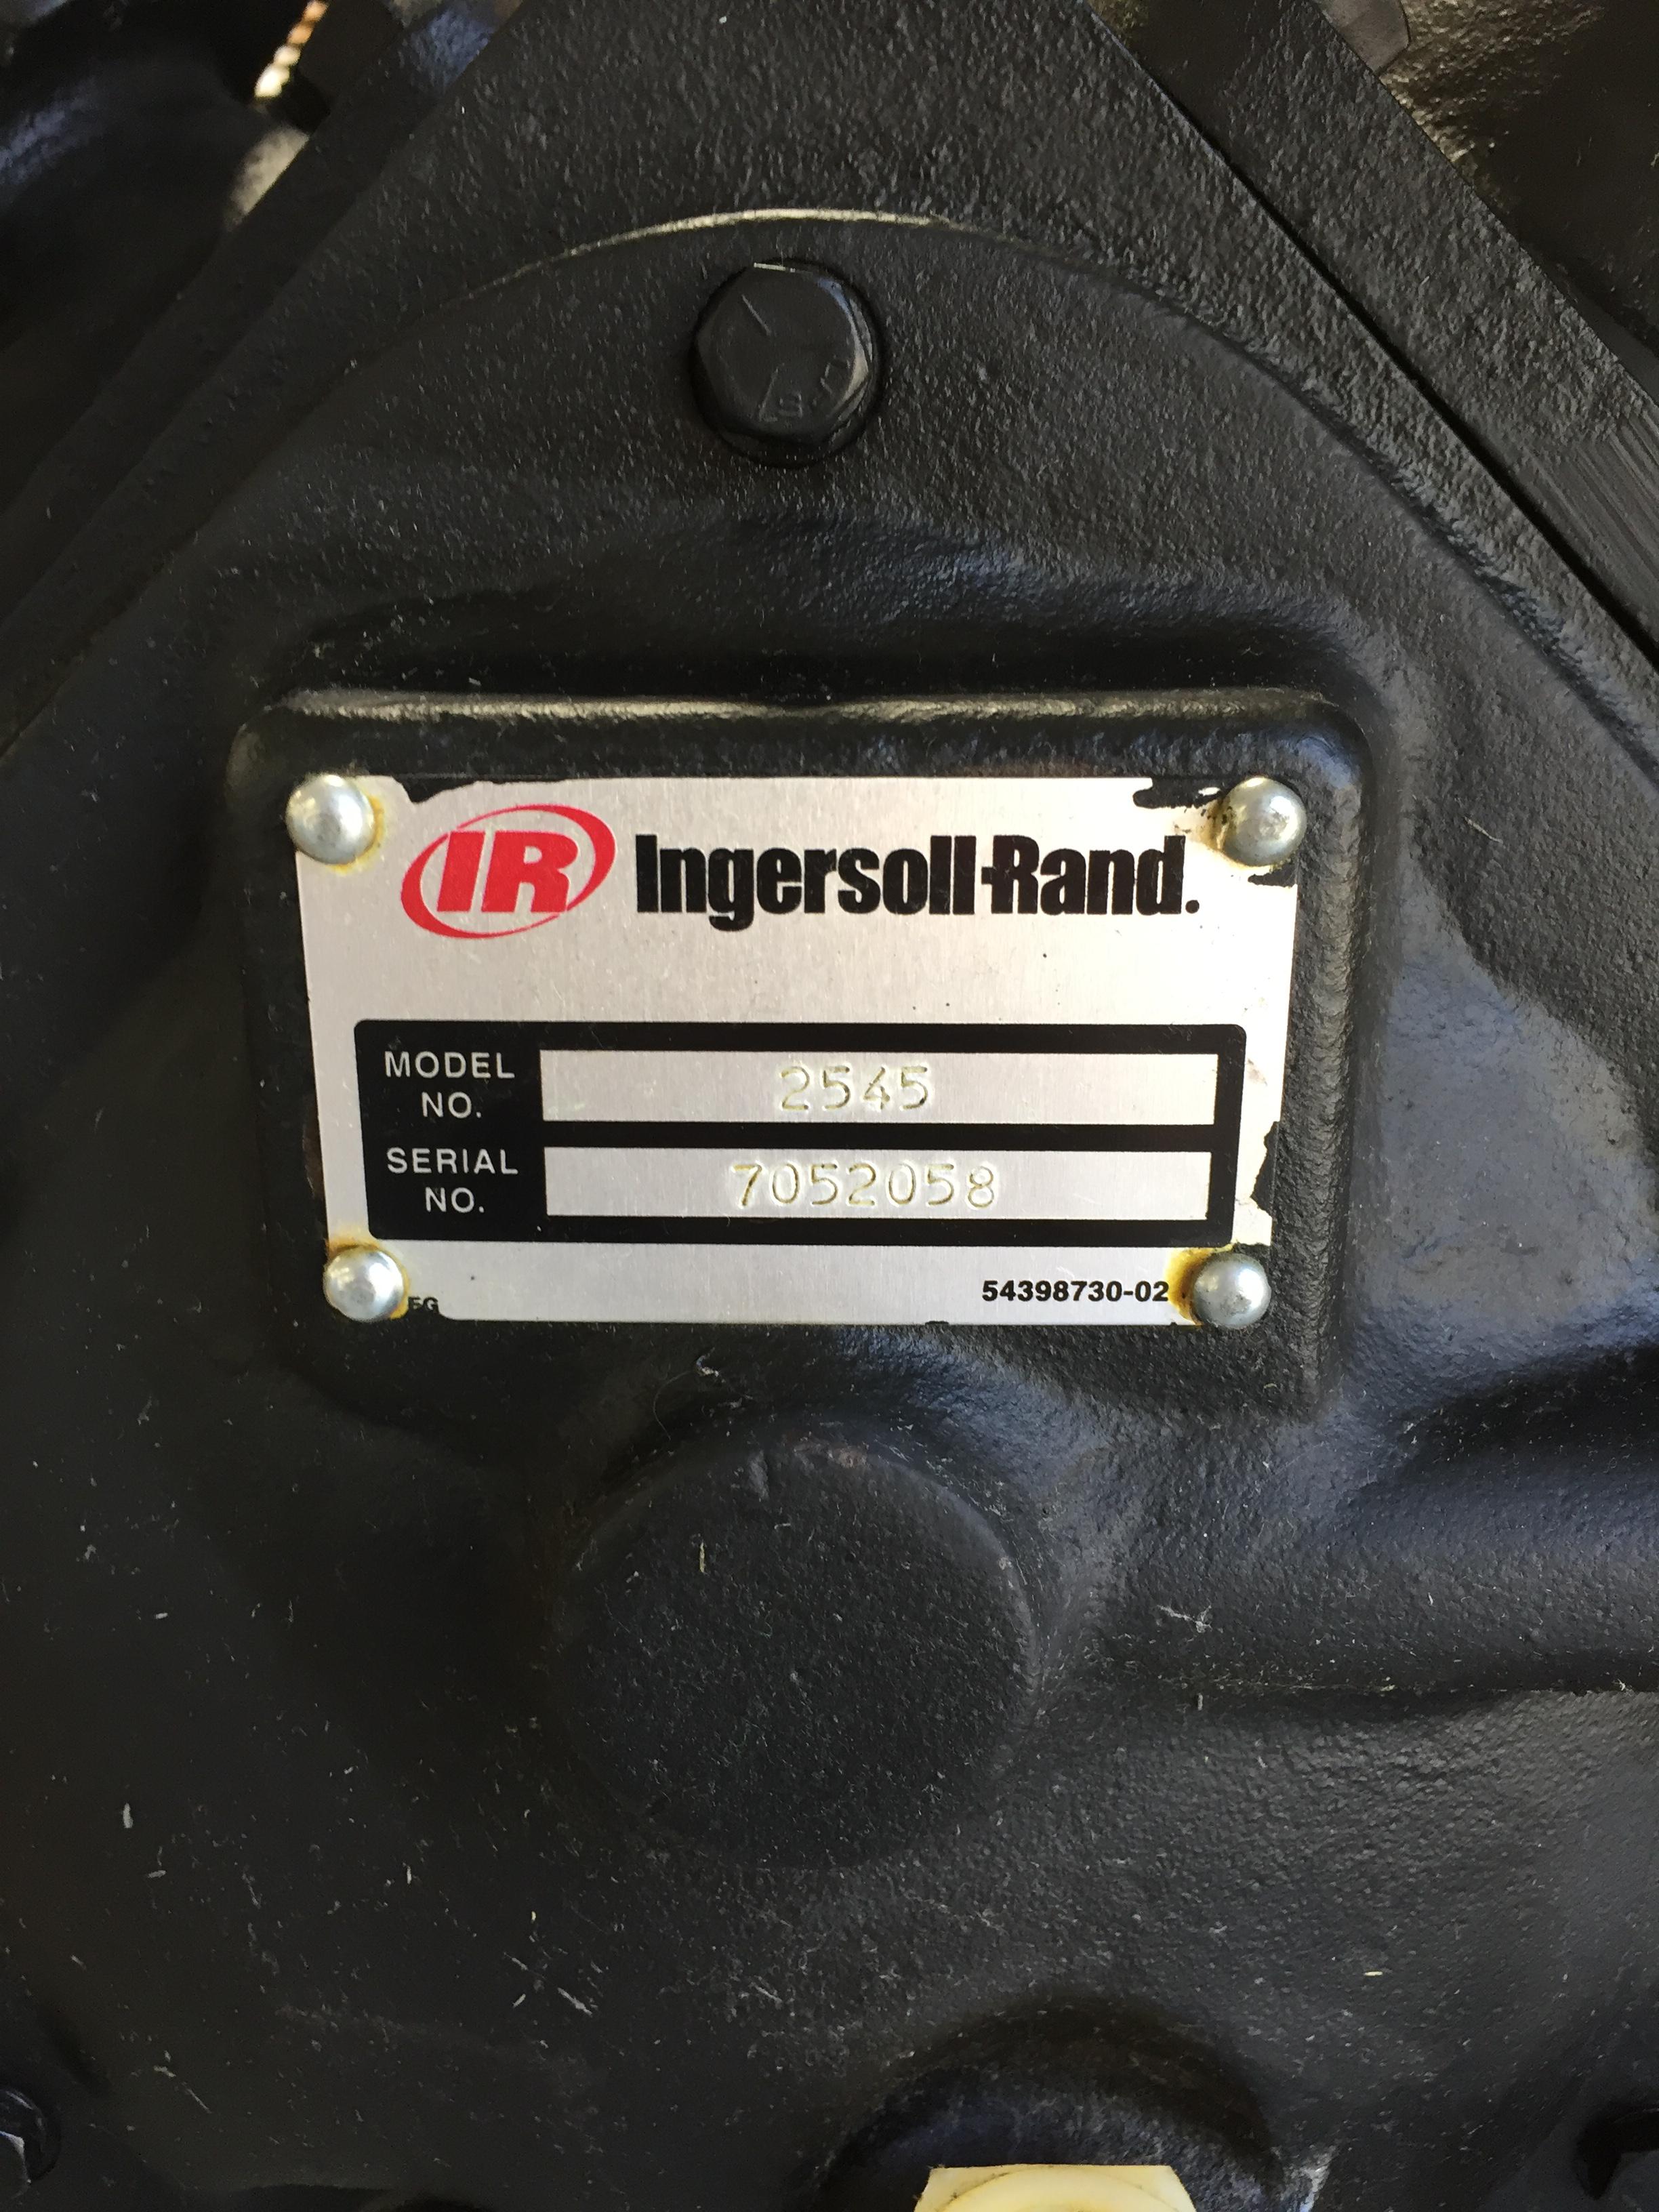 IR Ingersoll-Rand.
MODEL NO. 2545
SERIAL NO. 7052058
54398730-02